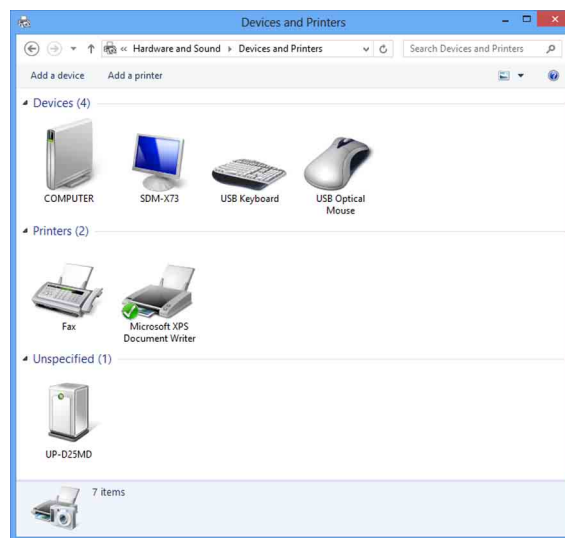 Devices and Printers
« Hardware and Sound ▸ Devices and Printers
Search Devices and Printers
Add a device Add a printer
Devices (4)
COMPUTER SDM-X73 USB Keyboard USB Optical
Mouse
Printers (2)
Fax Microsoft XPS
Document Writer
Unspecified (1)
UP-D25MD
7 items